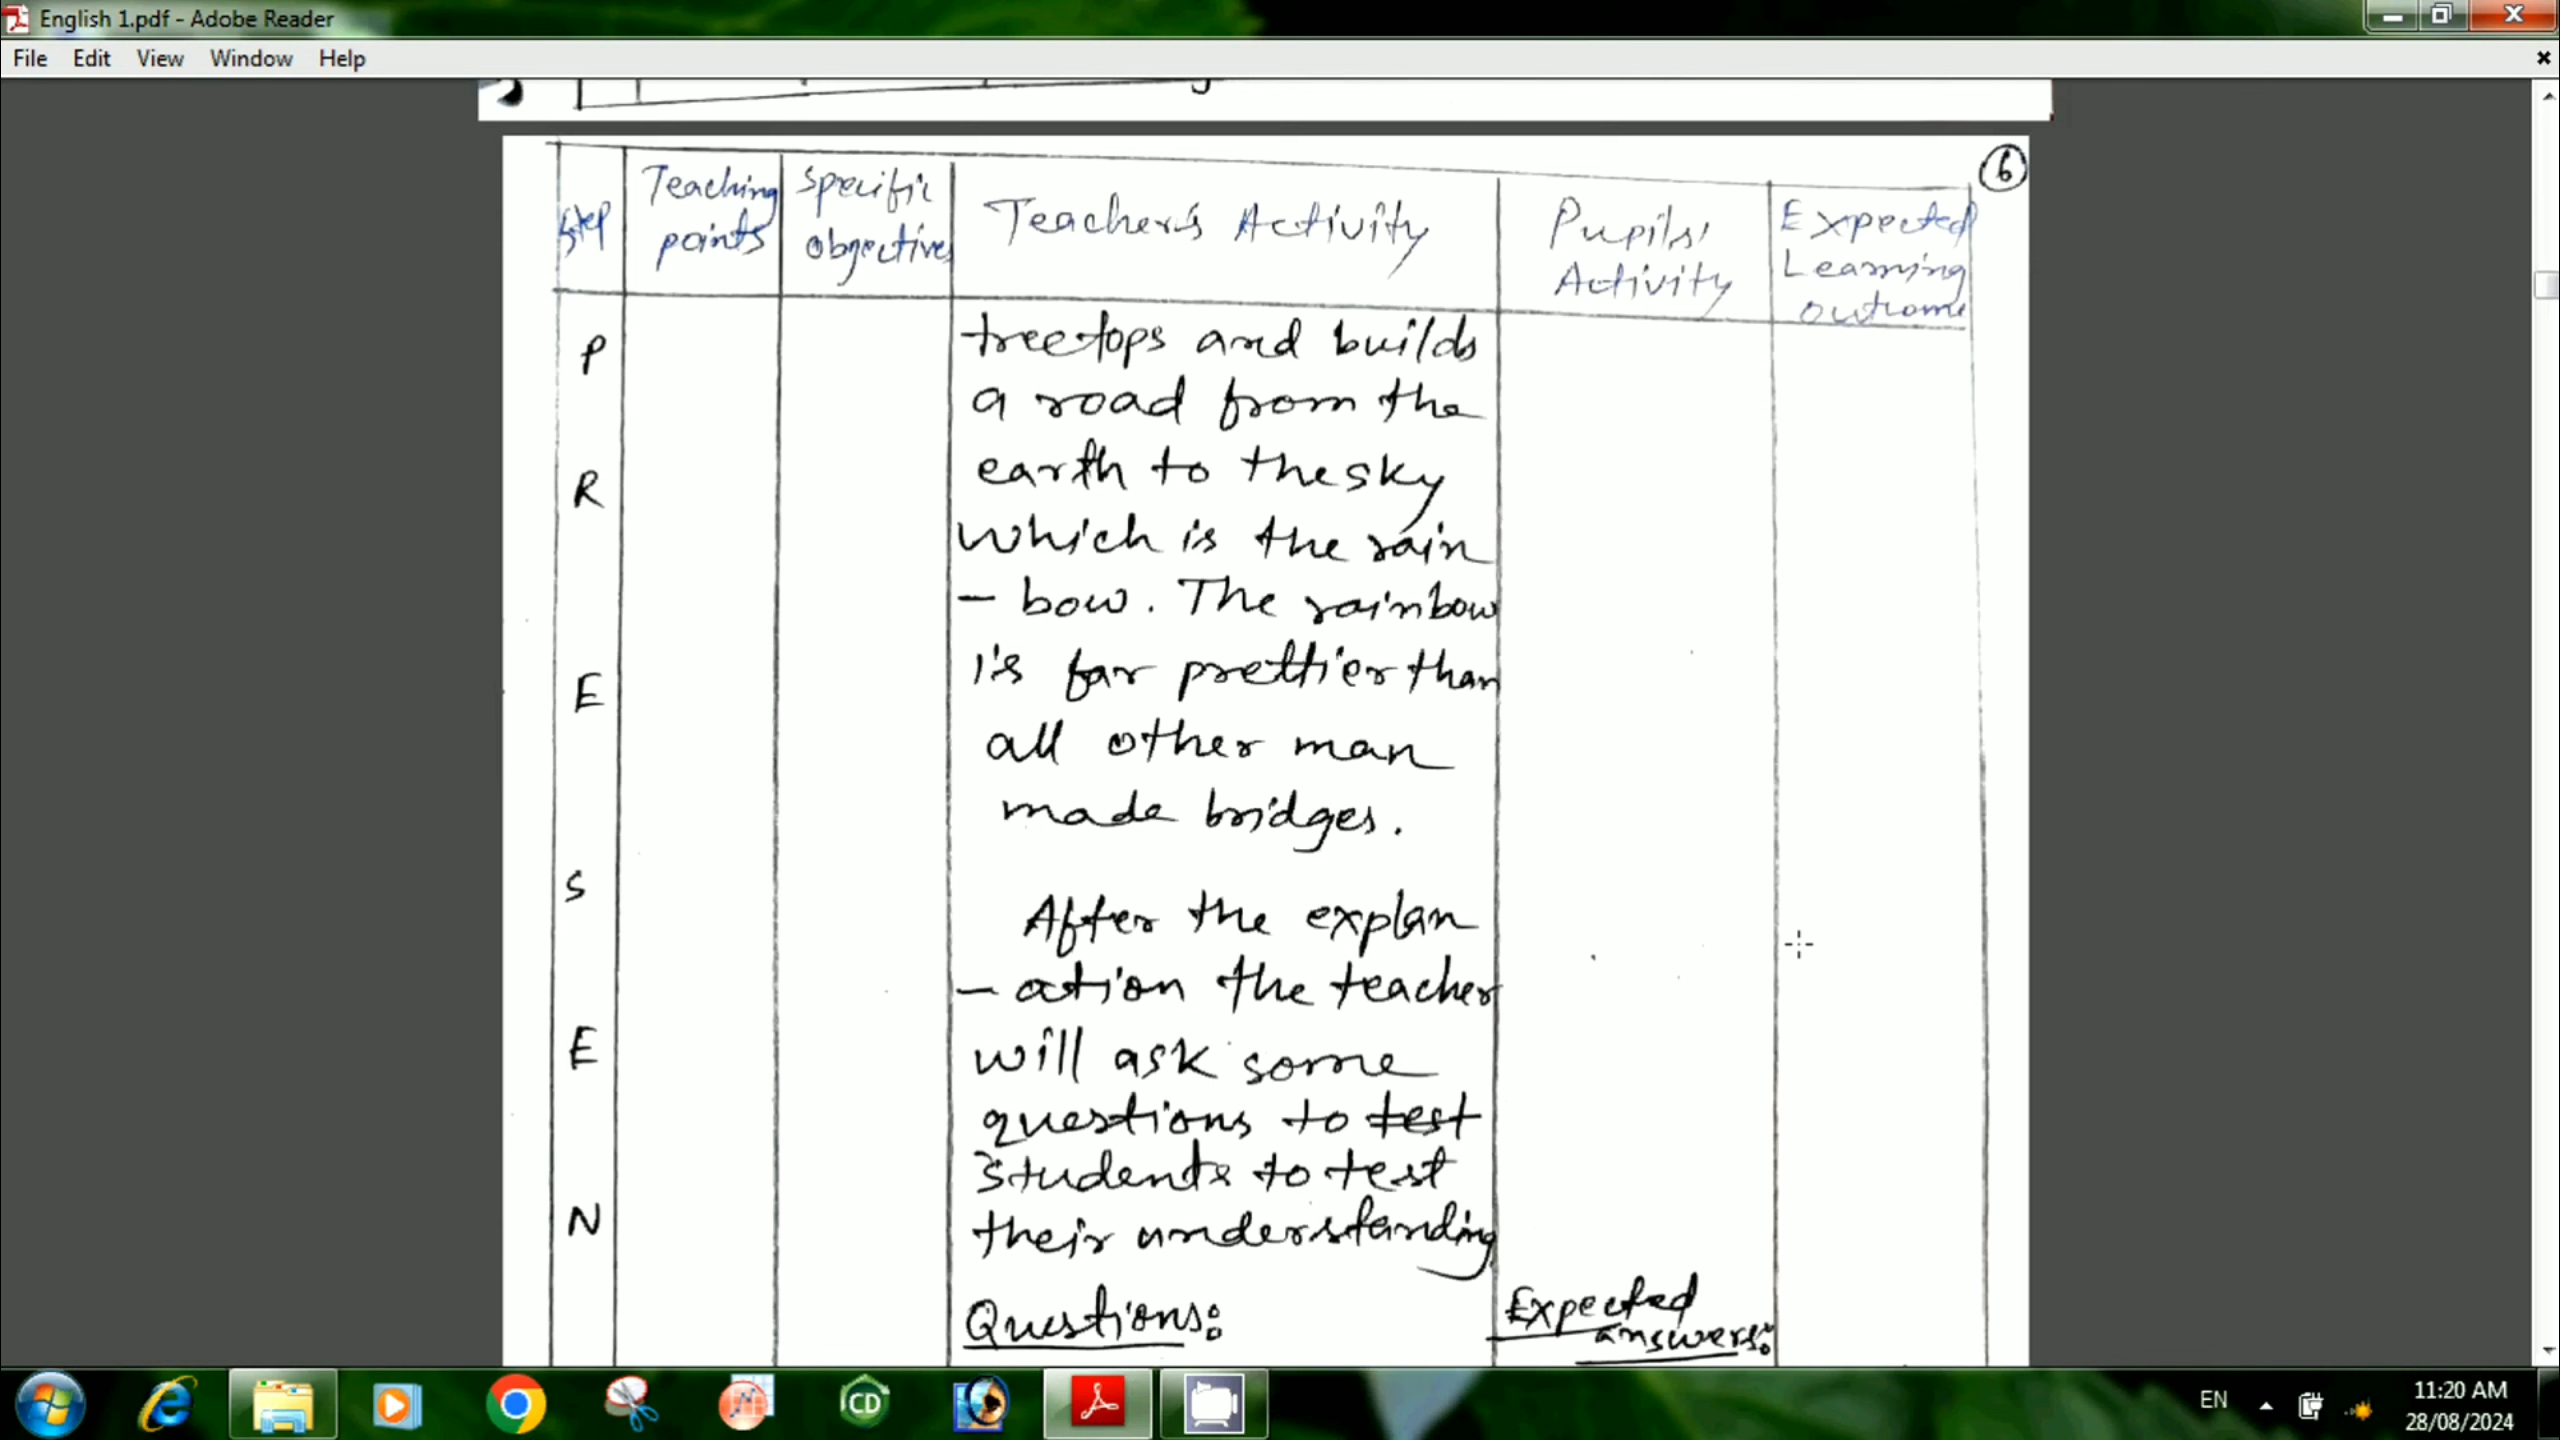 English 1.pdf - Adobe Reader
File Edit View Window Help
6
Step
Teaching
points
Specific
objectives
Teacher's Activity
Pupils'
Activity
Expected
Learning
outcome
P
R
E
S
E
N
treetops and builds
a road from the
earth to the sky
which is the rain
- bow. The rainbow
is far prettier than
all other man
made bridges.
After the explan
- ation the teacher
will ask some
questions to test
students to test
their understanding
Questions:
Expected
answers:
CD
EN
11:20 AM
28/08/2024